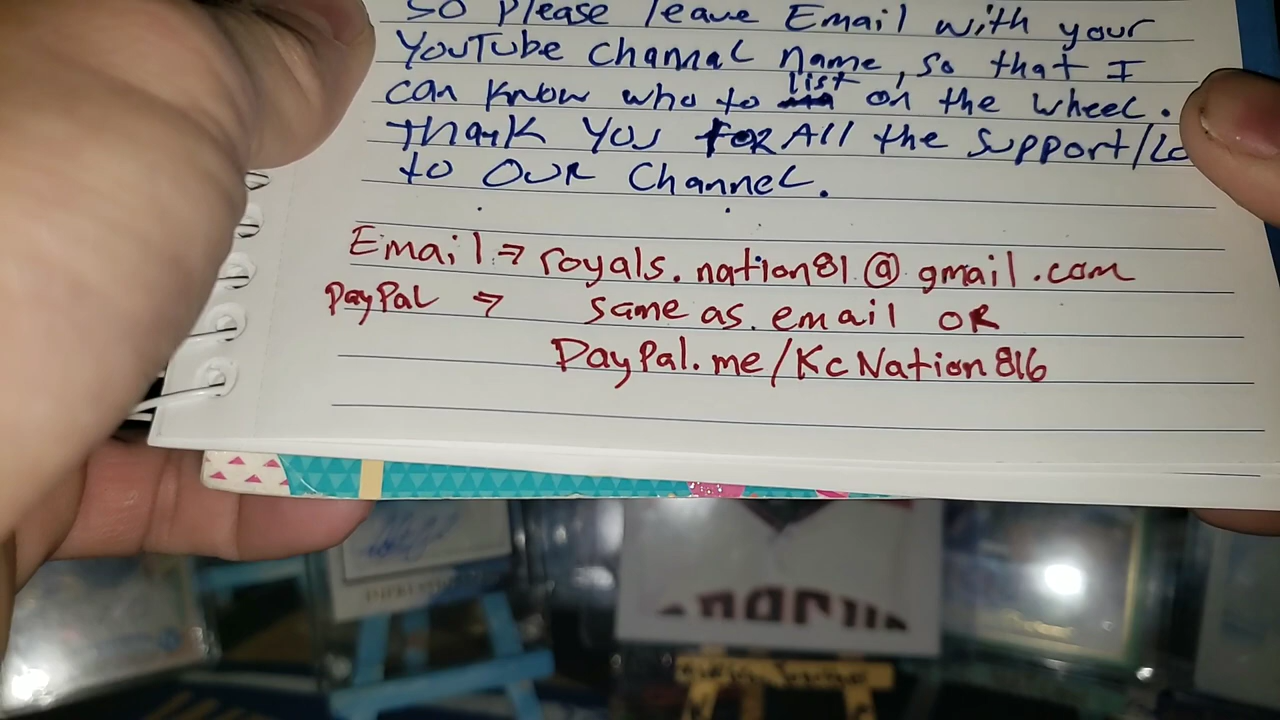 So Please leave Email with your
YouTube Channal name, so that I
can know who to list on the wheel.
Thank You FOR All the Support/Lo
to OUR Channel.
Email → royals.nation81@gmail.com
PayPal → same as email OR
PayPal.me/KcNation816